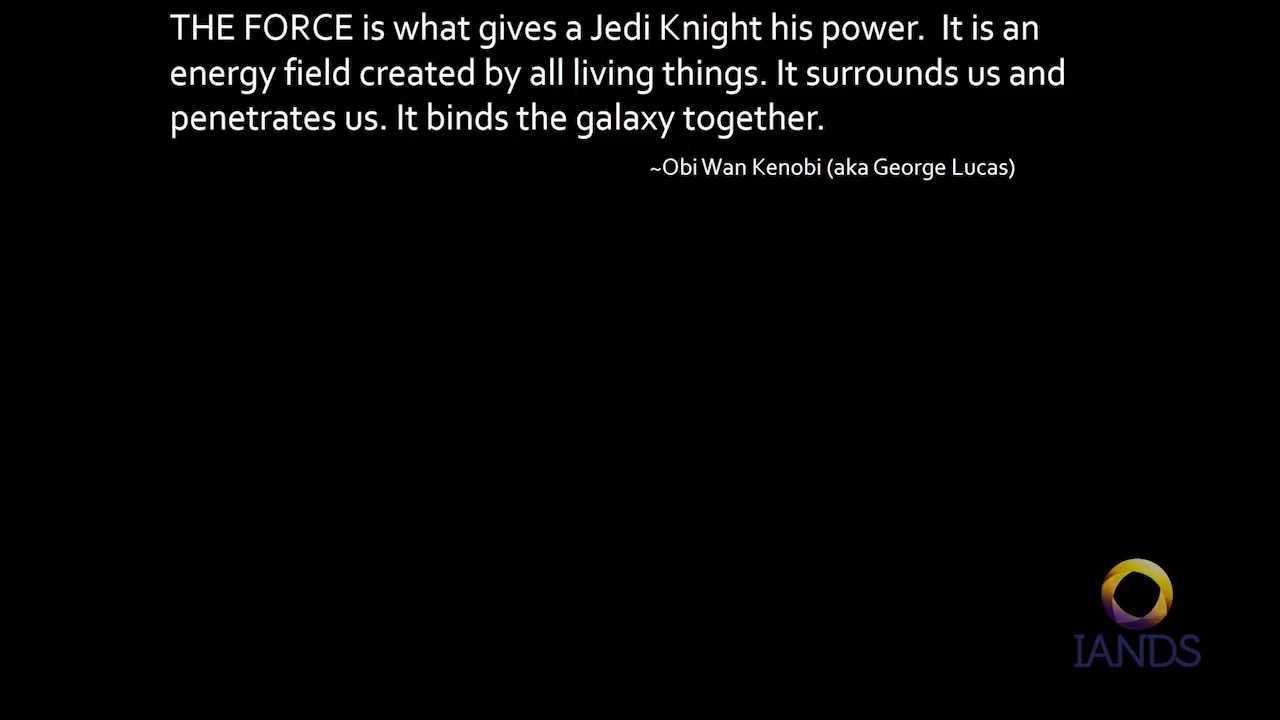 THE FORCE is what gives a Jedi Knight his power.  It is an
energy field created by all living things. It surrounds us and
penetrates us. It binds the galaxy together.
~Obi Wan Kenobi (aka George Lucas)
IANDS